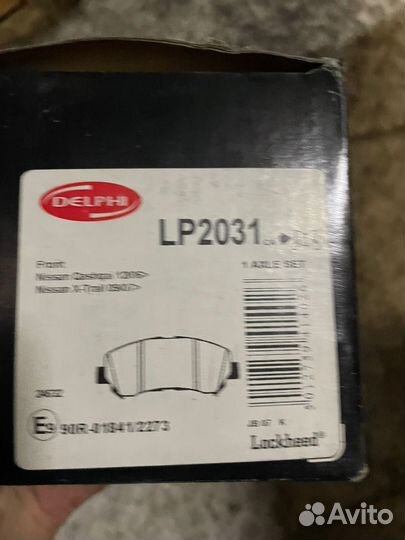 DELPHI
LP2031
Front:
Nissan Qashqai 12/06>
Nissan X-Trail 09/07>
1 AXLE SET
E9 90R-01841/2273
Lockheed®
Avito